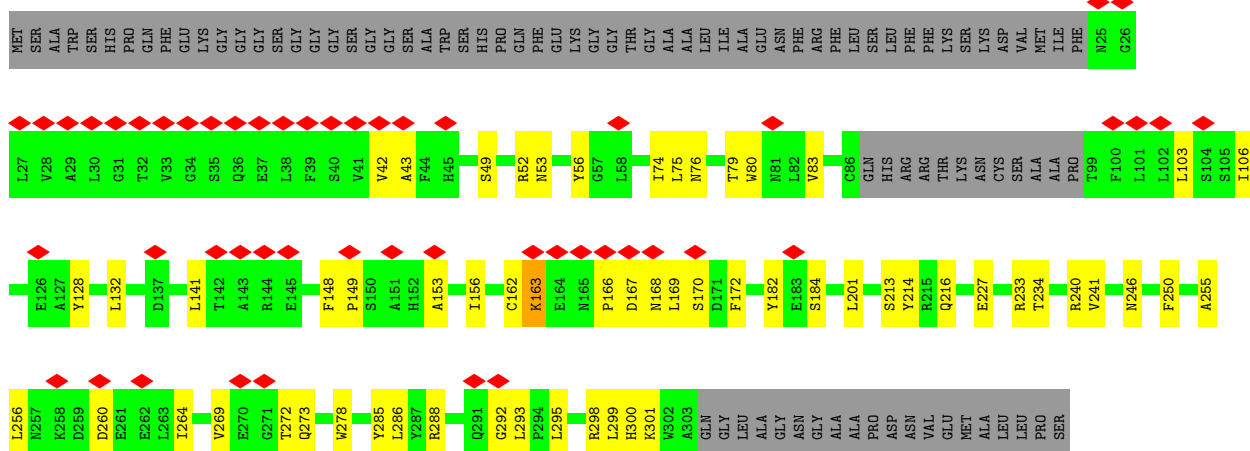 MET SER ALA TRP SER HIS PRO GLN PHE GLU LYS GLY GLY GLY SER GLY GLY GLY SER GLY GLY SER ALA TRP SER HIS PRO GLN PHE GLU LYS GLY GLY THR GLY ALA ALA LEU ILE ALA GLU ASN PHE ARG PHE LEU SER LEU PHE PHE LYS SER LYS ASP VAL MET ILE PHE N25 G26
L27 V28 A29 L30 G31 T32 V33 G34 S35 Q36 E37 L38 F39 S40 V41 V42 A43 F44 H45 S49 R52 N53 Y56 G57 L58 I74 L75 N76 T79 W80 N81 L82 V83 C86 GLN HIS ARG ARG THR LYS ASN CYS SER ALA ALA PRO T99 F100 L101 L102 L103 S104 S105 I106
E126 A127 Y128 L132 D137 L141 T142 A143 R144 E145 F148 P149 S150 A151 H152 A153 I156 C162 K163 E164 N165 P166 D167 N168 L169 S170 D171 F172 Y182 E183 S184 L201 S213 Y214 R215 Q216 E227 R233 T234 R240 V241 N246 F250 A255
L256 N257 K258 D259 D260 E261 E262 L263 I264 V269 E270 G271 T272 Q273 W278 Y285 L286 Y287 R288 Q291 G292 L293 P294 L295 R298 L299 H300 K301 W302 A303 GLN GLY LEU ALA GLY ASN GLY ALA ALA PRO ASP ASN VAL GLU MET ALA LEU LEU PRO SER